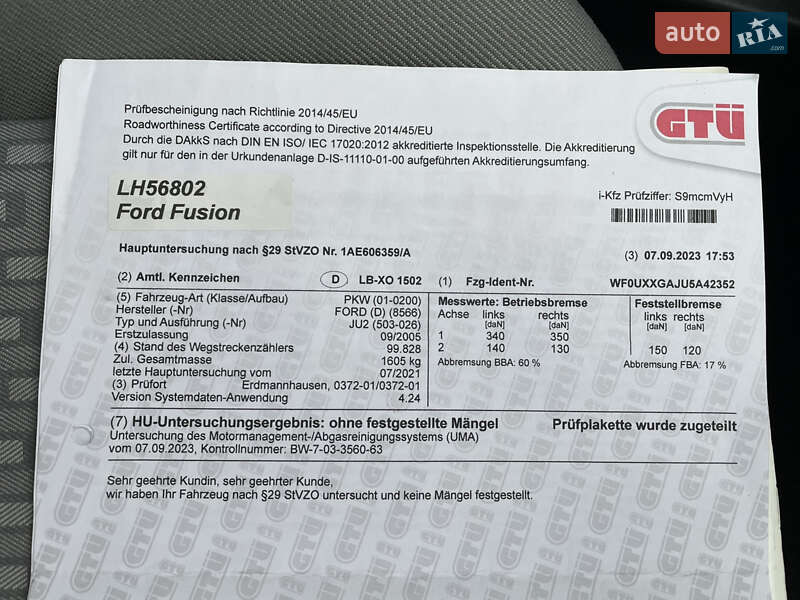 auto RIA .com
Prüfbescheinigung nach Richtlinie 2014/45/EU
Roadworthiness Certificate according to Directive 2014/45/EU
Durch die DAkkS nach DIN EN ISO/ IEC 17020:2012 akkreditierte Inspektionsstelle. Die Akkreditierung
gilt nur für den in der Urkundenanlage D-IS-11110-01-00 aufgeführten Akkreditierungsumfang.
GTÜ
LH56802
Ford Fusion
i-Kfz Prüfziffer: S9mcmVyH
Hauptuntersuchung nach §29 StVZO Nr. 1AE606359/A
(3) 07.09.2023 17:53
(2) Amtl. Kennzeichen D LB-XO 1502
(1) Fzg-Ident-Nr. WF0UXXGAJU5A42352
(5) Fahrzeug-Art (Klasse/Aufbau) PKW (01-0200)
Hersteller (-Nr) FORD (D) (8566)
Typ und Ausführung (-Nr) JU2 (503-026)
Erstzulassung 09/2005
(4) Stand des Wegstreckenzählers 99.828
Zul. Gesamtmasse 1605 kg
letzte Hauptuntersuchung vom 07/2021
(3) Prüfort Erdmannhausen, 0372-01/0372-01
Version Systemdaten-Anwendung 4.24
Messwerte: Betriebsbremse
Achse links rechts
[daN] [daN]
1 340 350
2 140 130
Abbremsung BBA: 60 %
Feststellbremse
links rechts
[daN] [daN]
150 120
Abbremsung FBA: 17 %
(7) HU-Untersuchungsergebnis: ohne festgestellte Mängel Prüfplakette wurde zugeteilt
Untersuchung des Motormanagement-/Abgasreinigungssystems (UMA)
vom 07.09.2023, Kontrollnummer: BW-7-03-3560-63
Sehr geehrte Kundin, sehr geehrter Kunde,
wir haben Ihr Fahrzeug nach §29 StVZO untersucht und keine Mängel festgestellt.